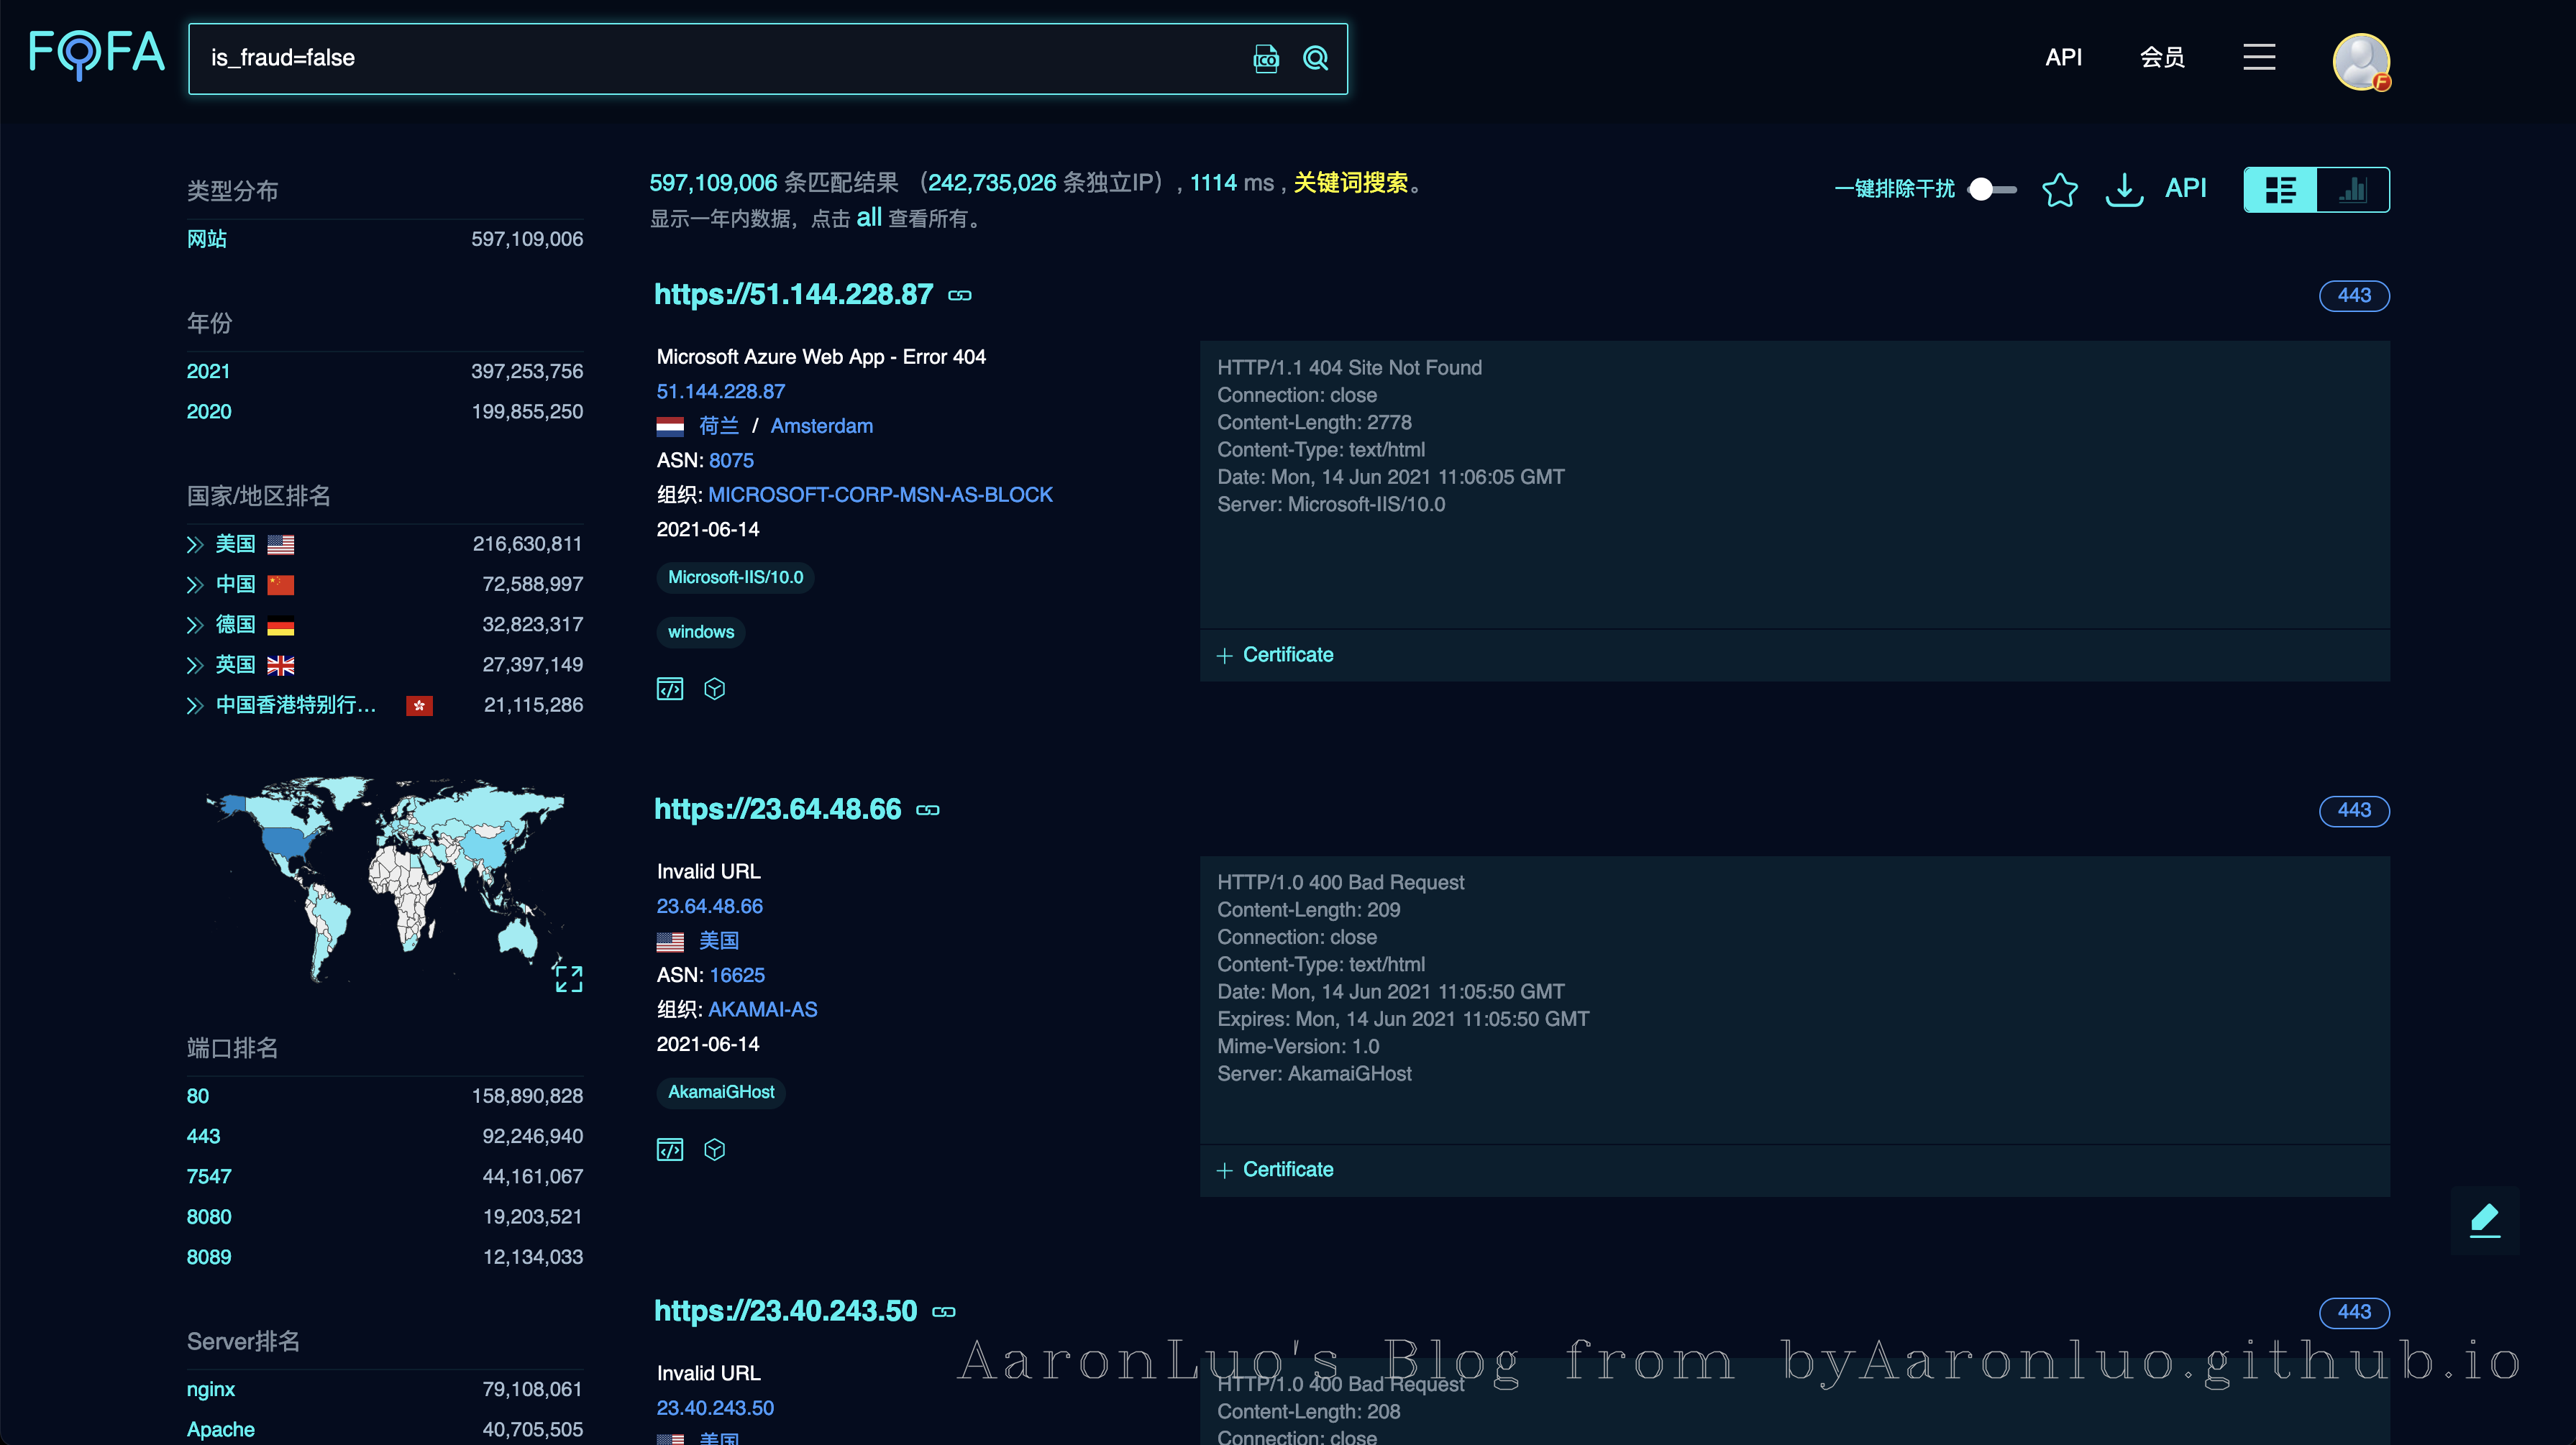 FOFA
is_fraud=false
ICO
API
会员
F
类型分布
网站 597,109,006
年份
2021 397,253,756
2020 199,855,250
国家/地区排名
美国 216,630,811
中国 72,588,997
德国 32,823,317
英国 27,397,149
中国香港特别行... 21,115,286
端口排名
80 158,890,828
443 92,246,940
7547 44,161,067
8080 19,203,521
8089 12,134,033
Server排名
nginx 79,108,061
Apache 40,705,505
597,109,006 条匹配结果 （242,735,026 条独立IP）, 1114 ms , 关键词搜索。
显示一年内数据，点击 all 查看所有。
一键排除干扰
API
https://51.144.228.87
443
Microsoft Azure Web App - Error 404
51.144.228.87
荷兰 / Amsterdam
ASN: 8075
组织: MICROSOFT-CORP-MSN-AS-BLOCK
2021-06-14
Microsoft-IIS/10.0
windows
HTTP/1.1 404 Site Not Found
Connection: close
Content-Length: 2778
Content-Type: text/html
Date: Mon, 14 Jun 2021 11:06:05 GMT
Server: Microsoft-IIS/10.0
+ Certificate
https://23.64.48.66
443
Invalid URL
23.64.48.66
美国
ASN: 16625
组织: AKAMAI-AS
2021-06-14
AkamaiGHost
HTTP/1.0 400 Bad Request
Content-Length: 209
Connection: close
Content-Type: text/html
Date: Mon, 14 Jun 2021 11:05:50 GMT
Expires: Mon, 14 Jun 2021 11:05:50 GMT
Mime-Version: 1.0
Server: AkamaiGHost
+ Certificate
https://23.40.243.50
443
Invalid URL
23.40.243.50
美国
HTTP/1.0 400 Bad Request
Content-Length: 208
Connection: close
AaronLuo's Blog from byAaronluo.github.io